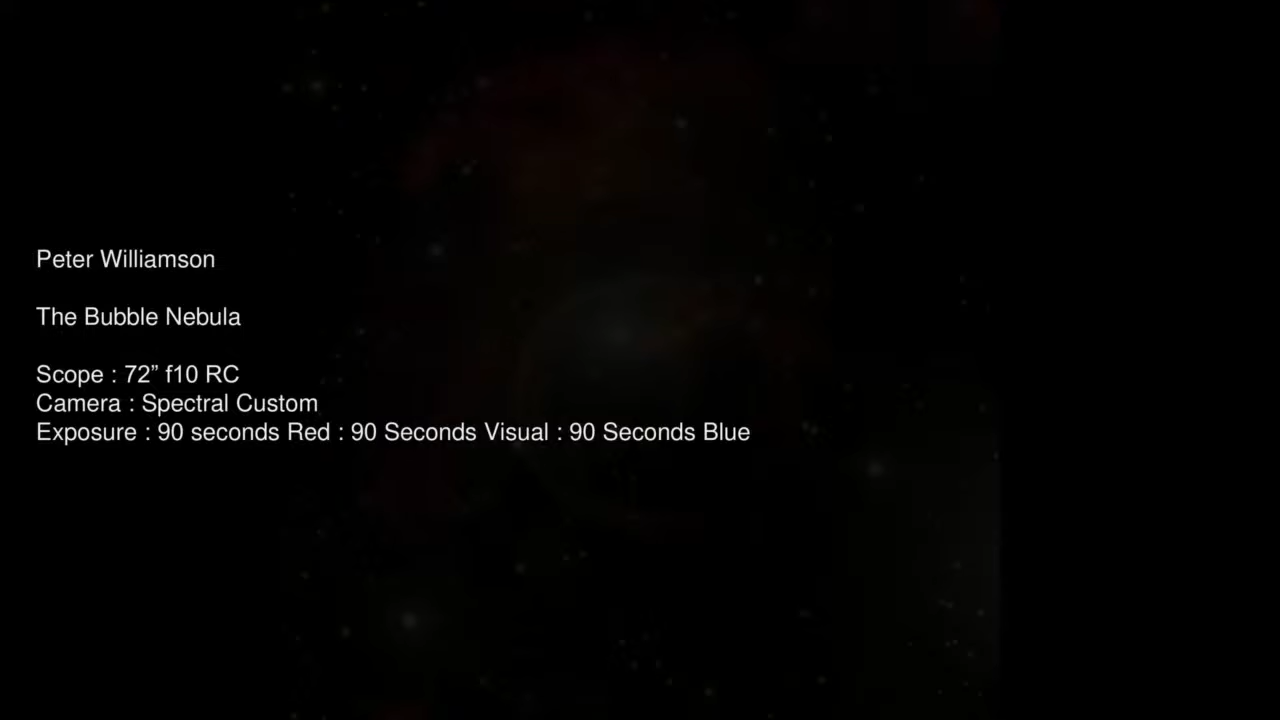 Peter Williamson
The Bubble Nebula
Scope : 72” f10 RC
Camera : Spectral Custom
Exposure : 90 seconds Red : 90 Seconds Visual : 90 Seconds Blue